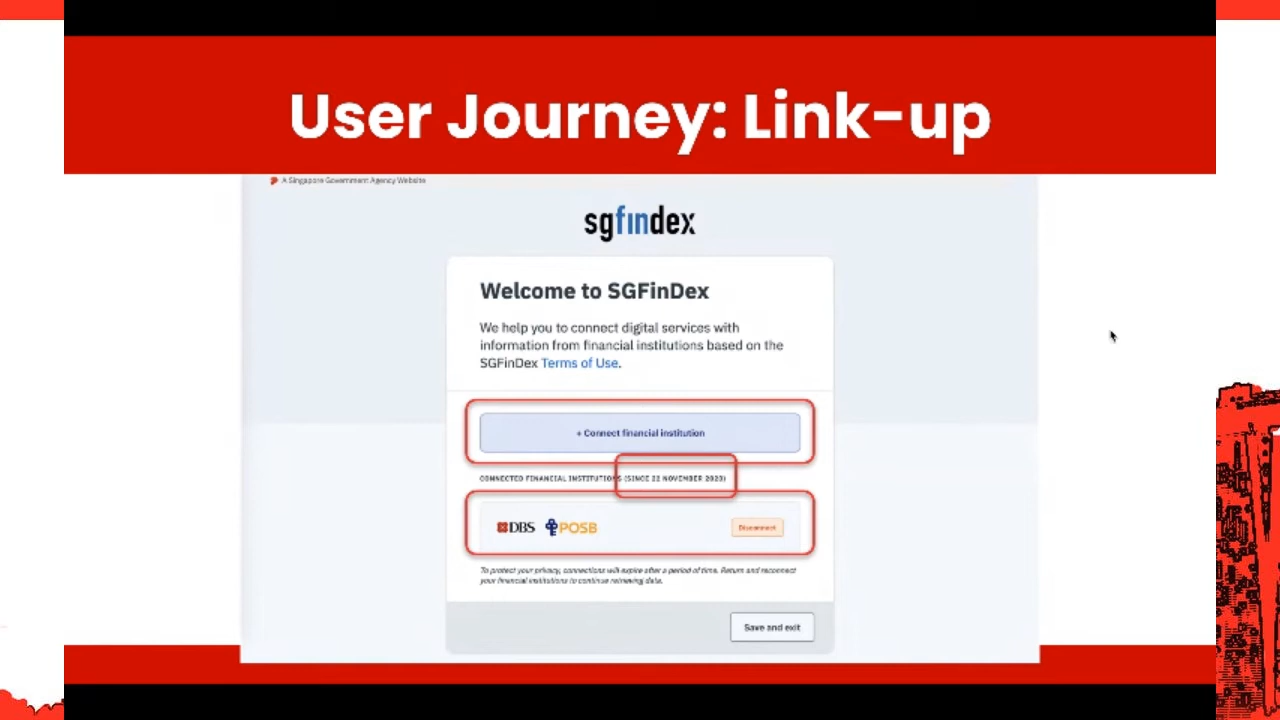 User Journey: Link-up
A Singapore Government Agency Website
sgfindex
Welcome to SGFinDex
We help you to connect digital services with
information from financial institutions based on the
SGFinDex Terms of Use.
+ Connect financial institution
CONNECTED FINANCIAL INSTITUTIONS (SINCE 22 NOVEMBER 2023)
DBS POSB Disconnect
To protect your privacy, connections will expire after a period of time. Return and reconnect
your financial institutions to continue retrieving data.
Save and exit